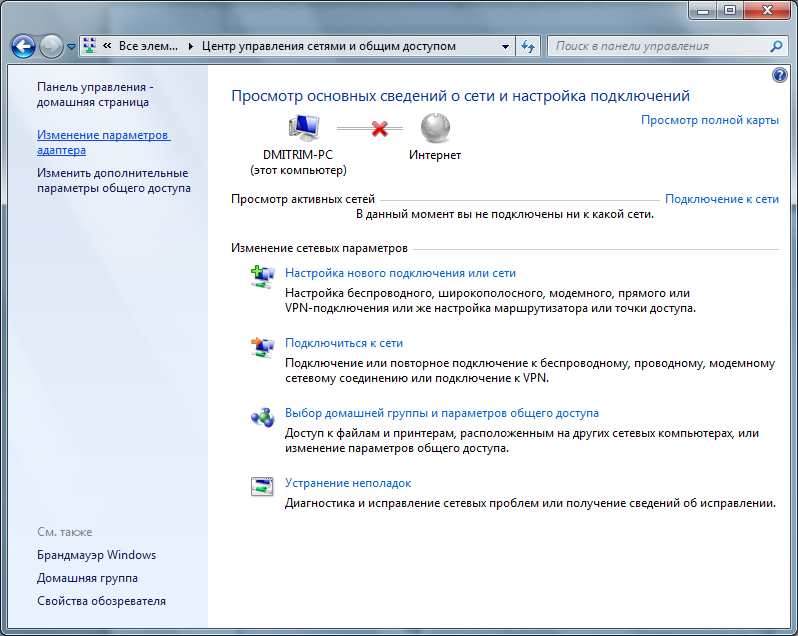 « Все элем... Центр управления сетями и общим доступом
Поиск в панели управления
Панель управления -
домашняя страница
Изменение параметров
адаптера
Изменить дополнительные
параметры общего доступа
См. также
Брандмауэр Windows
Домашняя группа
Свойства обозревателя
Просмотр основных сведений о сети и настройка подключений
Просмотр полной карты
DMITRIM-PC
(этот компьютер)
Интернет
Просмотр активных сетей
Подключение к сети
В данный момент вы не подключены ни к какой сети.
Изменение сетевых параметров
Настройка нового подключения или сети
Настройка беспроводного, широкополосного, модемного, прямого или
VPN-подключения или же настройка маршрутизатора или точки доступа.
Подключиться к сети
Подключение или повторное подключение к беспроводному, проводному, модемному
сетевому соединению или подключение к VPN.
Выбор домашней группы и параметров общего доступа
Доступ к файлам и принтерам, расположенным на других сетевых компьютерах, или
изменение параметров общего доступа.
Устранение неполадок
Диагностика и исправление сетевых проблем или получение сведений об исправлении.